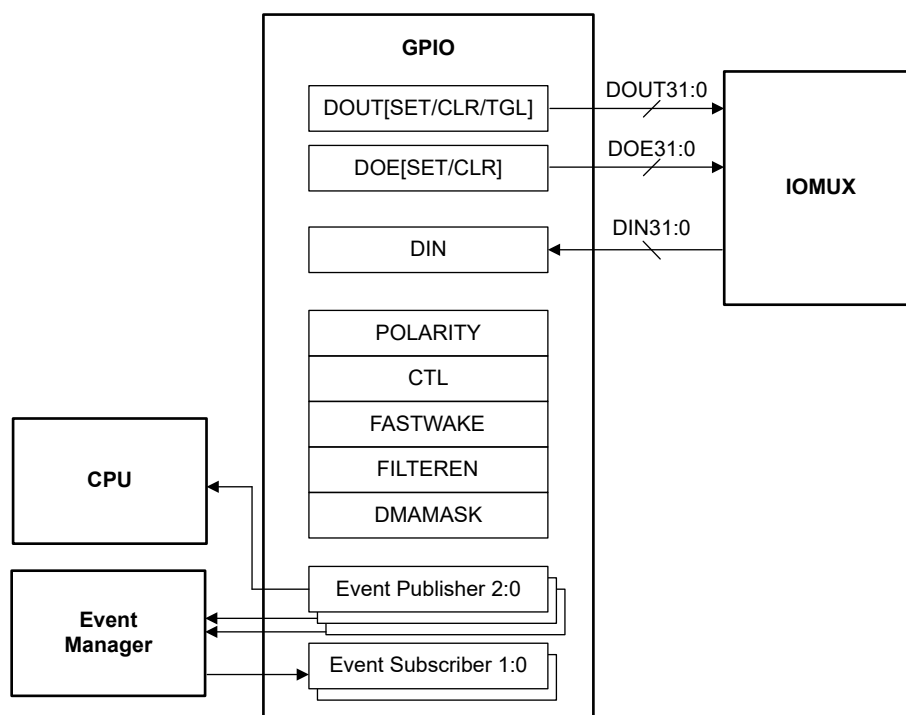 GPIO
DOUT[SET/CLR/TGL]
DOUT31:0
DOE[SET/CLR]
DOE31:0
IOMUX
DIN
DIN31:0
POLARITY
CTL
FASTWAKE
FILTEREN
DMAMASK
CPU
Event Publisher 2:0
Event
Manager
Event Subscriber 1:0